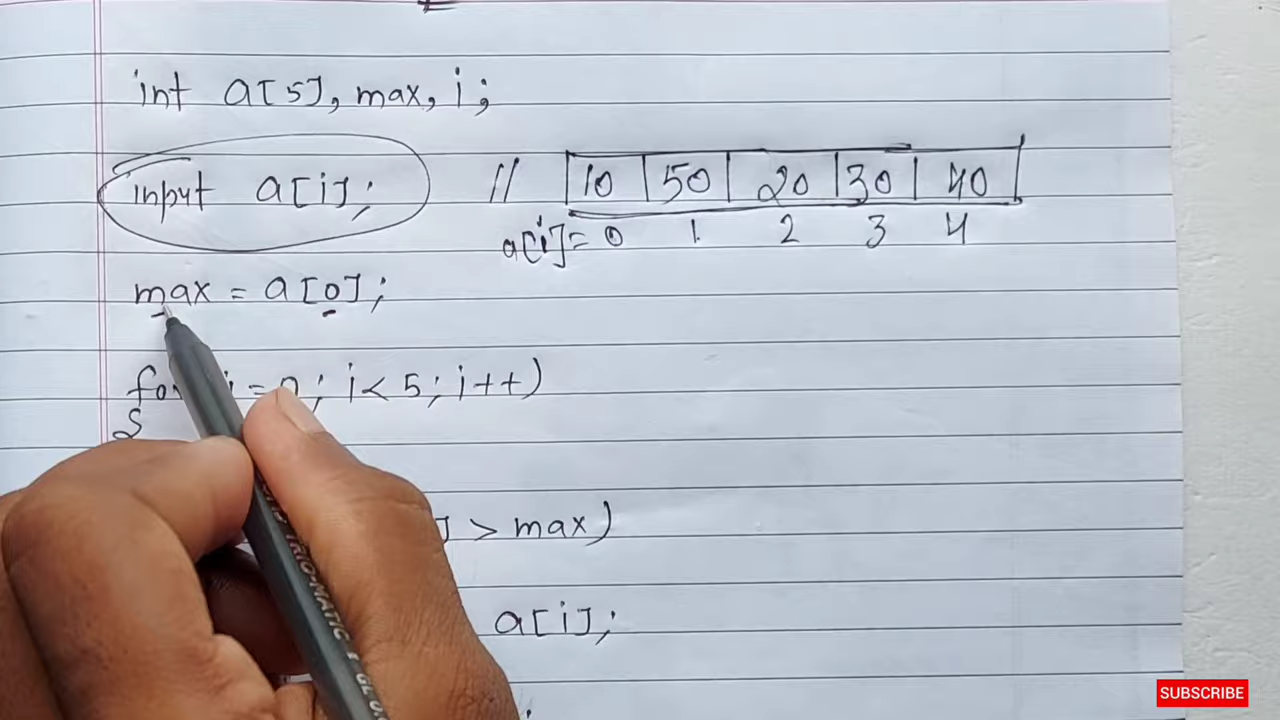 int a[5], max, i;
input a[i]; // 10 50 20 30 40
a[i]= 0 1 2 3 4
max = a[0];
i = 0; i < 5; i++)
{
> max)
a[i];
SUBSCRIBE